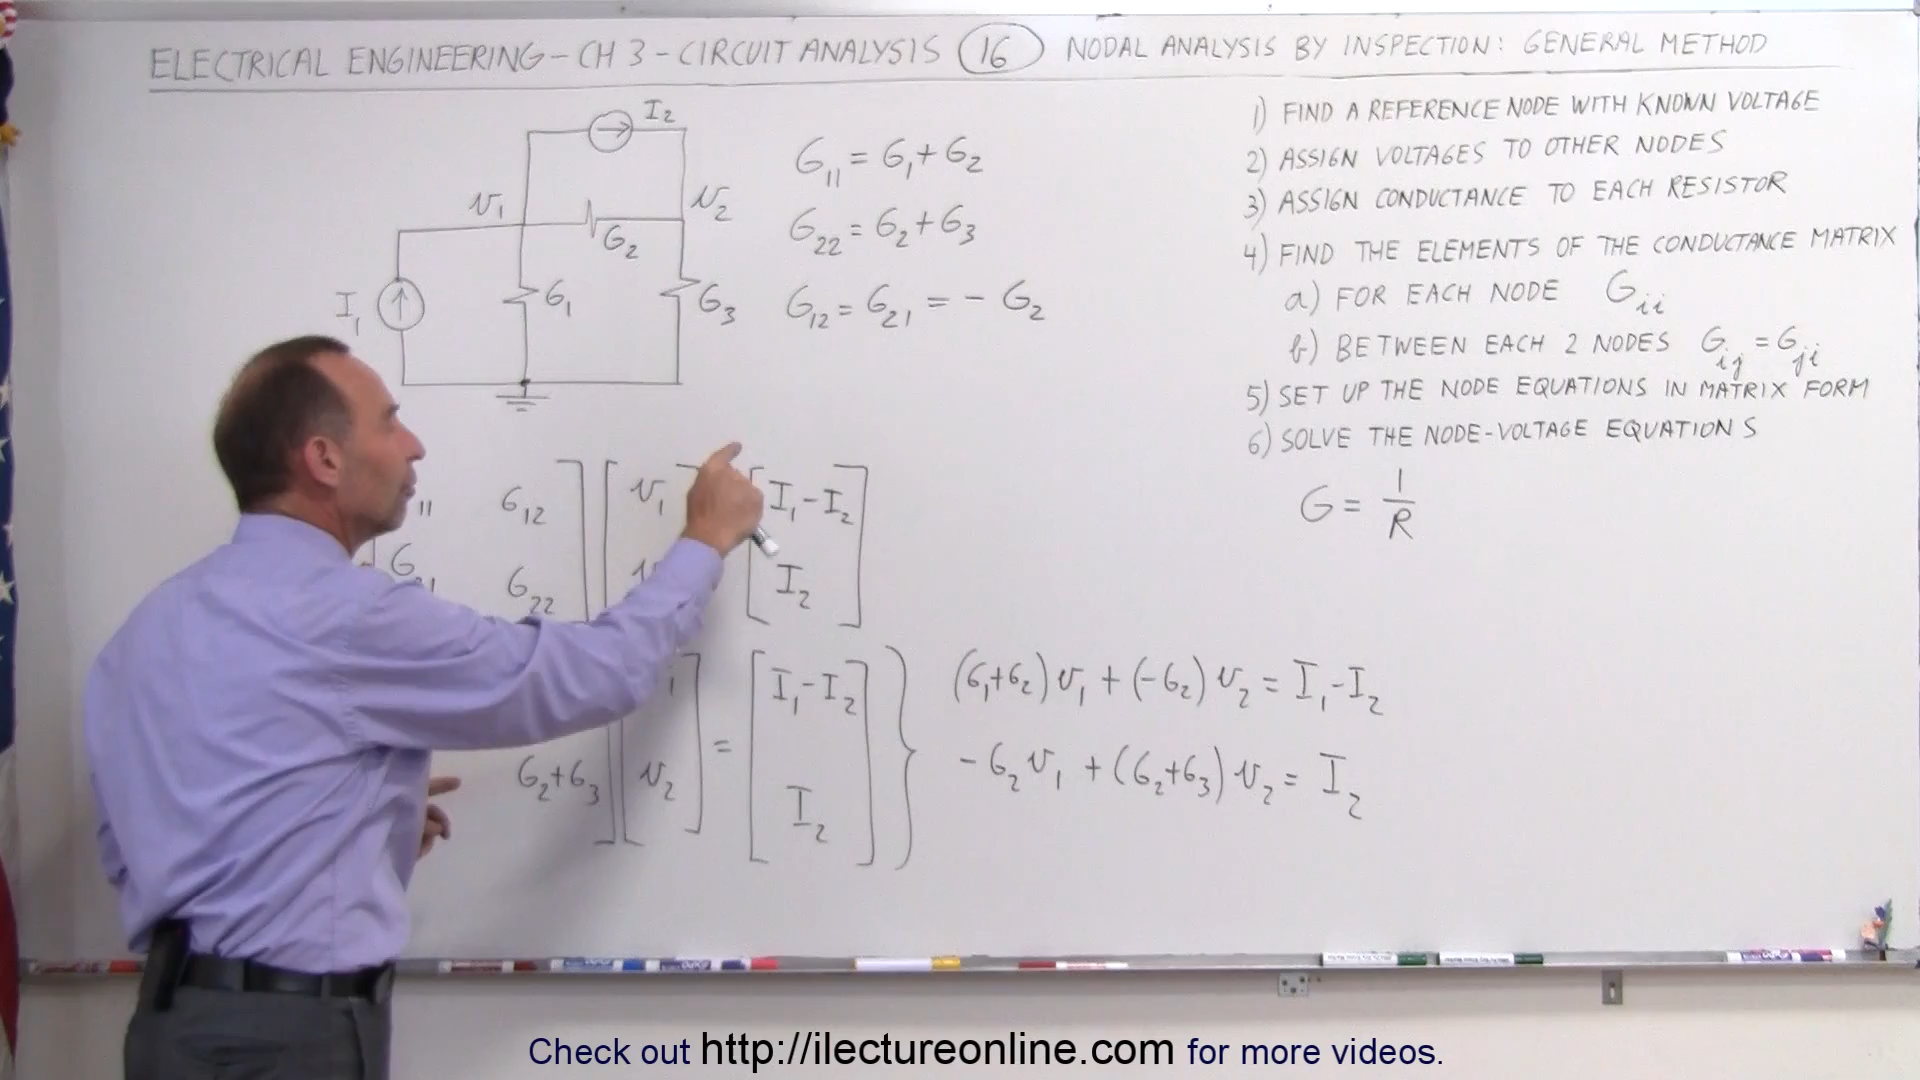 ELECTRICAL ENGINEERING - CH 3 - CIRCUIT ANALYSIS 16 NODAL ANALYSIS BY INSPECTION: GENERAL METHOD
I₂
v₁
v₂
G₂
I₁
G₁
G₃
G₁₁ = G₁ + G₂
G₂₂ = G₂ + G₃
G₁₂ = G₂₁ = - G₂
1) FIND A REFERENCE NODE WITH KNOWN VOLTAGE
2) ASSIGN VOLTAGES TO OTHER NODES
3) ASSIGN CONDUCTANCE TO EACH RESISTOR
4) FIND THE ELEMENTS OF THE CONDUCTANCE MATRIX
a) FOR EACH NODE Gᵢᵢ
b) BETWEEN EACH 2 NODES Gᵢⱼ = Gⱼᵢ
5) SET UP THE NODE EQUATIONS IN MATRIX FORM
6) SOLVE THE NODE-VOLTAGE EQUATIONS
G = 1/R
₁₁ G₁₂ v₁ I₁ - I₂
G G₂₂ I₂
I₁ - I₂
G₂ + G₃ v₂ = I₂
(G₁+G₂) v₁ + (-G₂) v₂ = I₁ - I₂
- G₂ v₁ + (G₂+G₃) v₂ = I₂
Check out http://ilectureonline.com for more videos.